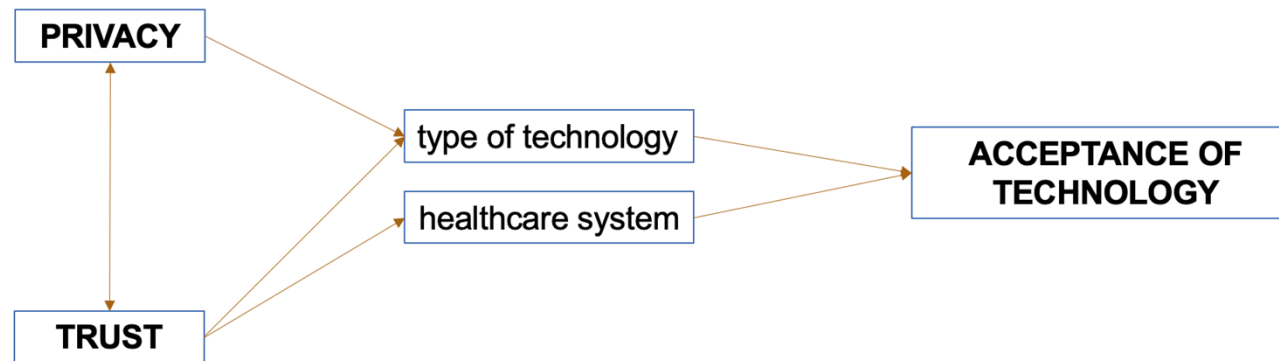 PRIVACY
type of technology
healthcare system
ACCEPTANCE OF
TECHNOLOGY
TRUST